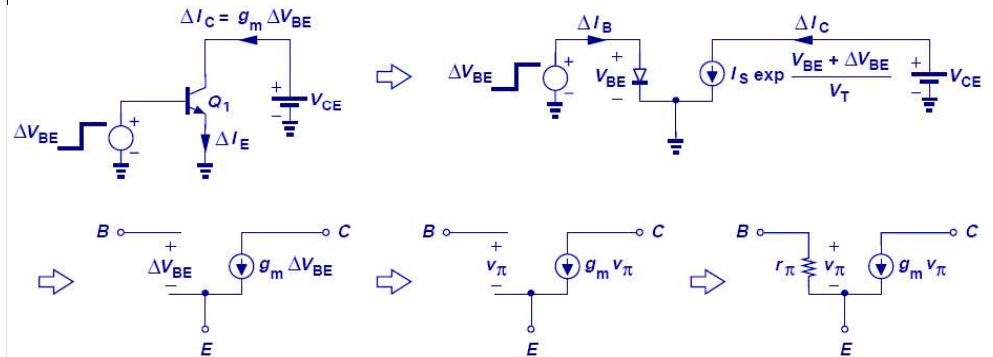 ΔI_C = g_m ΔV_BE
Q_1
+
−
V_CE
ΔV_BE
+
−
ΔI_E
ΔI_B
ΔV_BE
+
−
+
V_BE
−
I_S exp (V_BE + ΔV_BE)/V_T
ΔI_C
+
−
V_CE
B
+
ΔV_BE
−
g_m ΔV_BE
C
E
B
+
v_π
−
g_m v_π
C
E
B
r_π
+
v_π
−
g_m v_π
C
E